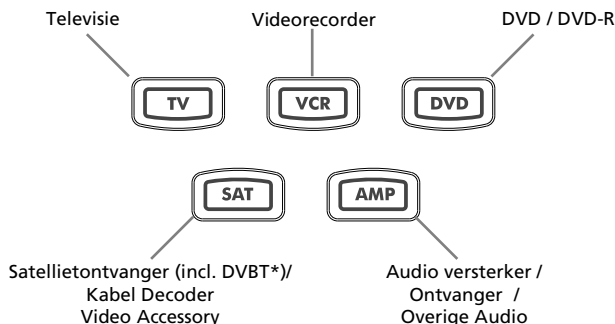 Televisie
Videorecorder
DVD / DVD-R
TV
VCR
DVD
SAT
AMP
Satellietontvanger (incl. DVBT*)/
Kabel Decoder
Video Accessory
Audio versterker /
Ontvanger /
Overige Audio